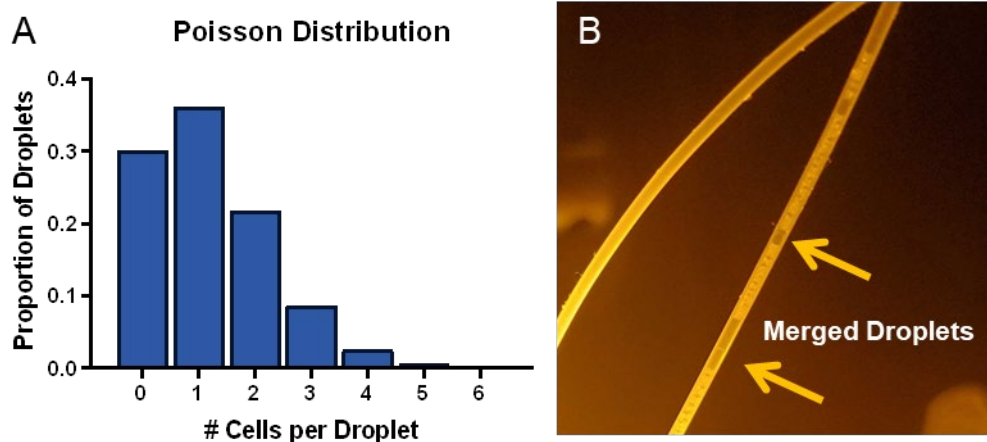 A
Poisson Distribution
Proportion of Droplets
0.4
0.3
0.2
0.1
0.0
0 1 2 3 4 5 6
# Cells per Droplet
B
Merged Droplets